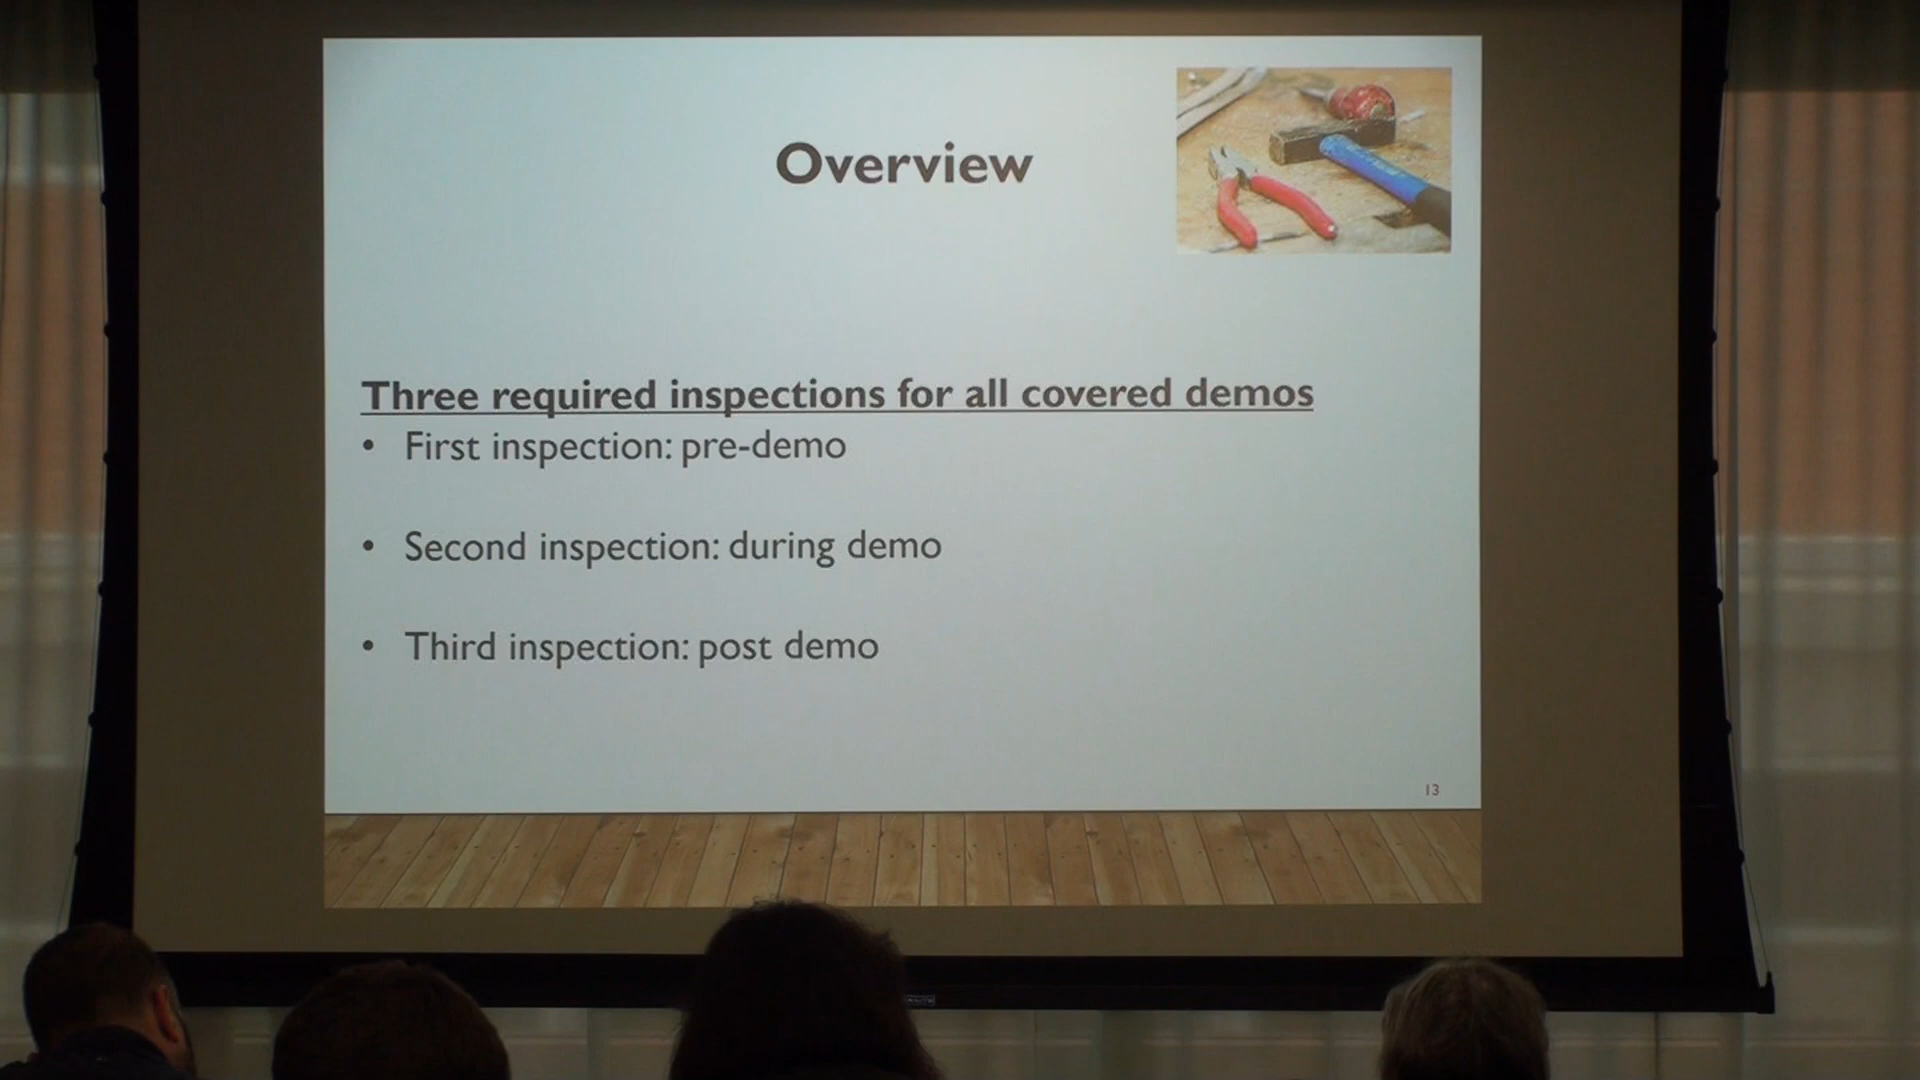 Overview
Three required inspections for all covered demos
• First inspection: pre-demo
• Second inspection: during demo
• Third inspection: post demo
13